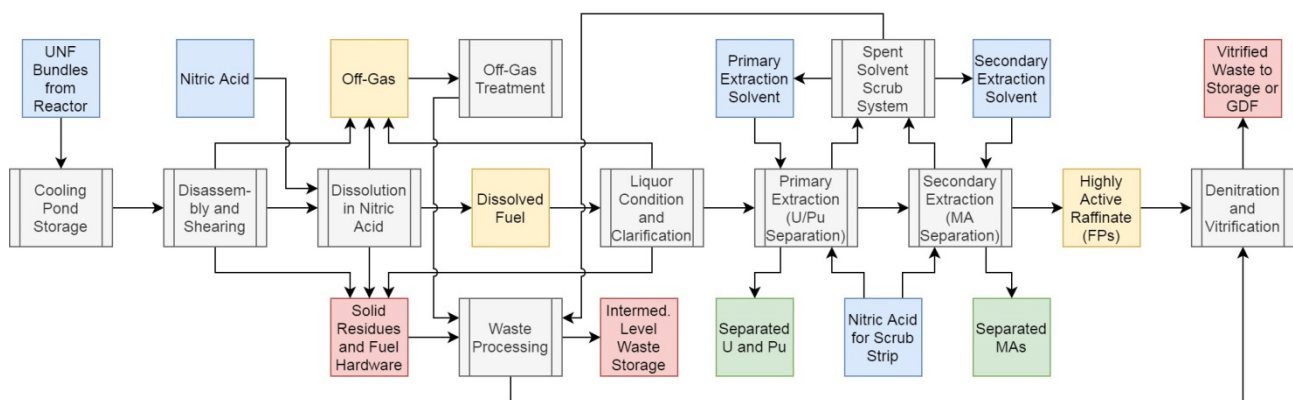 UNF
Bundles
from
Reactor
Nitric Acid
Off-Gas
Off-Gas
Treatment
Primary
Extraction
Solvent
Spent
Solvent
Scrub
System
Secondary
Extraction
Solvent
Vitrified
Waste to
Storage or
GDF
Cooling
Pond
Storage
Disassem-
bly and
Shearing
Dissolution
in Nitric
Acid
Dissolved
Fuel
Liquor
Condition
and
Clarification
Primary
Extraction
(U/Pu
Separation)
Secondary
Extraction
(MA
Separation)
Highly
Active
Raffinate
(FPs)
Denitration
and
Vitrification
Solid
Residues
and Fuel
Hardware
Waste
Processing
Intermed.
Level
Waste
Storage
Separated
U and Pu
Nitric Acid
for Scrub
Strip
Separated
MAs